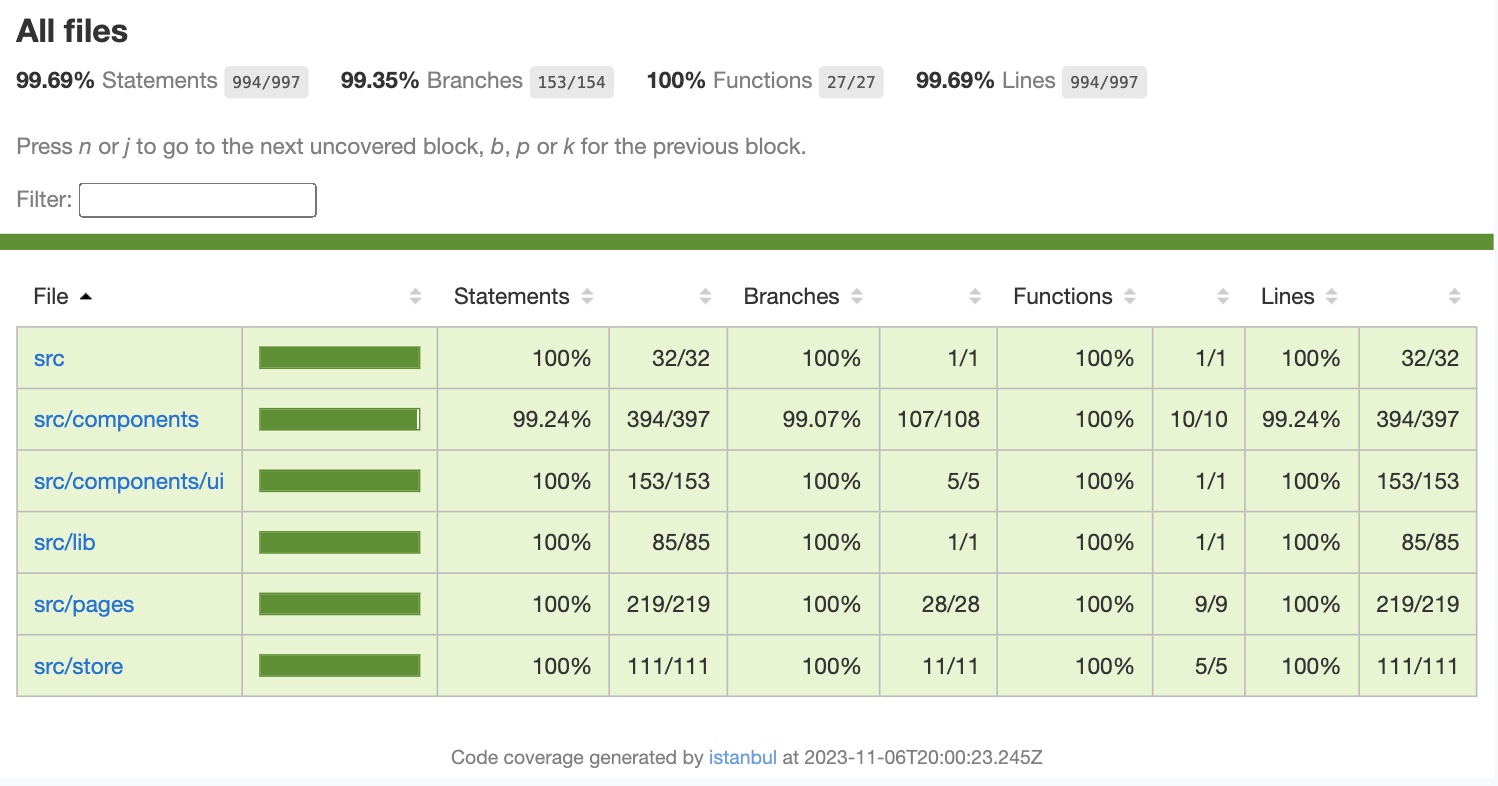 All files
99.69% Statements 994/997 99.35% Branches 153/154 100% Functions 27/27 99.69% Lines 994/997
Press n or j to go to the next uncovered block, b, p or k for the previous block.
Filter:
File Statements Branches Functions Lines
src 100% 32/32 100% 1/1 100% 1/1 100% 32/32
src/components 99.24% 394/397 99.07% 107/108 100% 10/10 99.24% 394/397
src/components/ui 100% 153/153 100% 5/5 100% 1/1 100% 153/153
src/lib 100% 85/85 100% 1/1 100% 1/1 100% 85/85
src/pages 100% 219/219 100% 28/28 100% 9/9 100% 219/219
src/store 100% 111/111 100% 11/11 100% 5/5 100% 111/111
Code coverage generated by istanbul at 2023-11-06T20:00:23.245Z